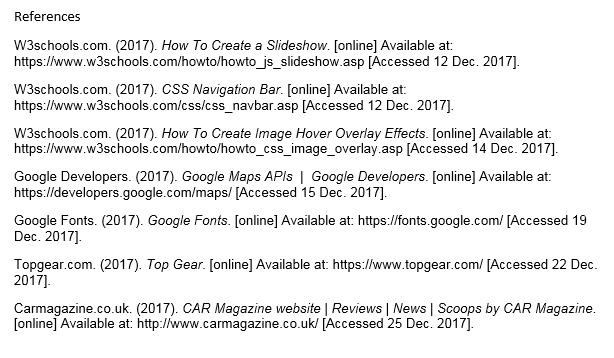 References
W3schools.com. (2017). How To Create a Slideshow. [online] Available at:
https://www.w3schools.com/howto/howto_js_slideshow.asp [Accessed 12 Dec. 2017].
W3schools.com. (2017). CSS Navigation Bar. [online] Available at:
https://www.w3schools.com/css/css_navbar.asp [Accessed 12 Dec. 2017].
W3schools.com. (2017). How To Create Image Hover Overlay Effects. [online] Available at:
https://www.w3schools.com/howto/howto_css_image_overlay.asp [Accessed 14 Dec. 2017].
Google Developers. (2017). Google Maps APIs | Google Developers. [online] Available at:
https://developers.google.com/maps/ [Accessed 15 Dec. 2017].
Google Fonts. (2017). Google Fonts. [online] Available at: https://fonts.google.com/ [Accessed 19
Dec. 2017].
Topgear.com. (2017). Top Gear. [online] Available at: https://www.topgear.com/ [Accessed 22 Dec.
2017].
Carmagazine.co.uk. (2017). CAR Magazine website | Reviews | News | Scoops by CAR Magazine.
[online] Available at: http://www.carmagazine.co.uk/ [Accessed 25 Dec. 2017].